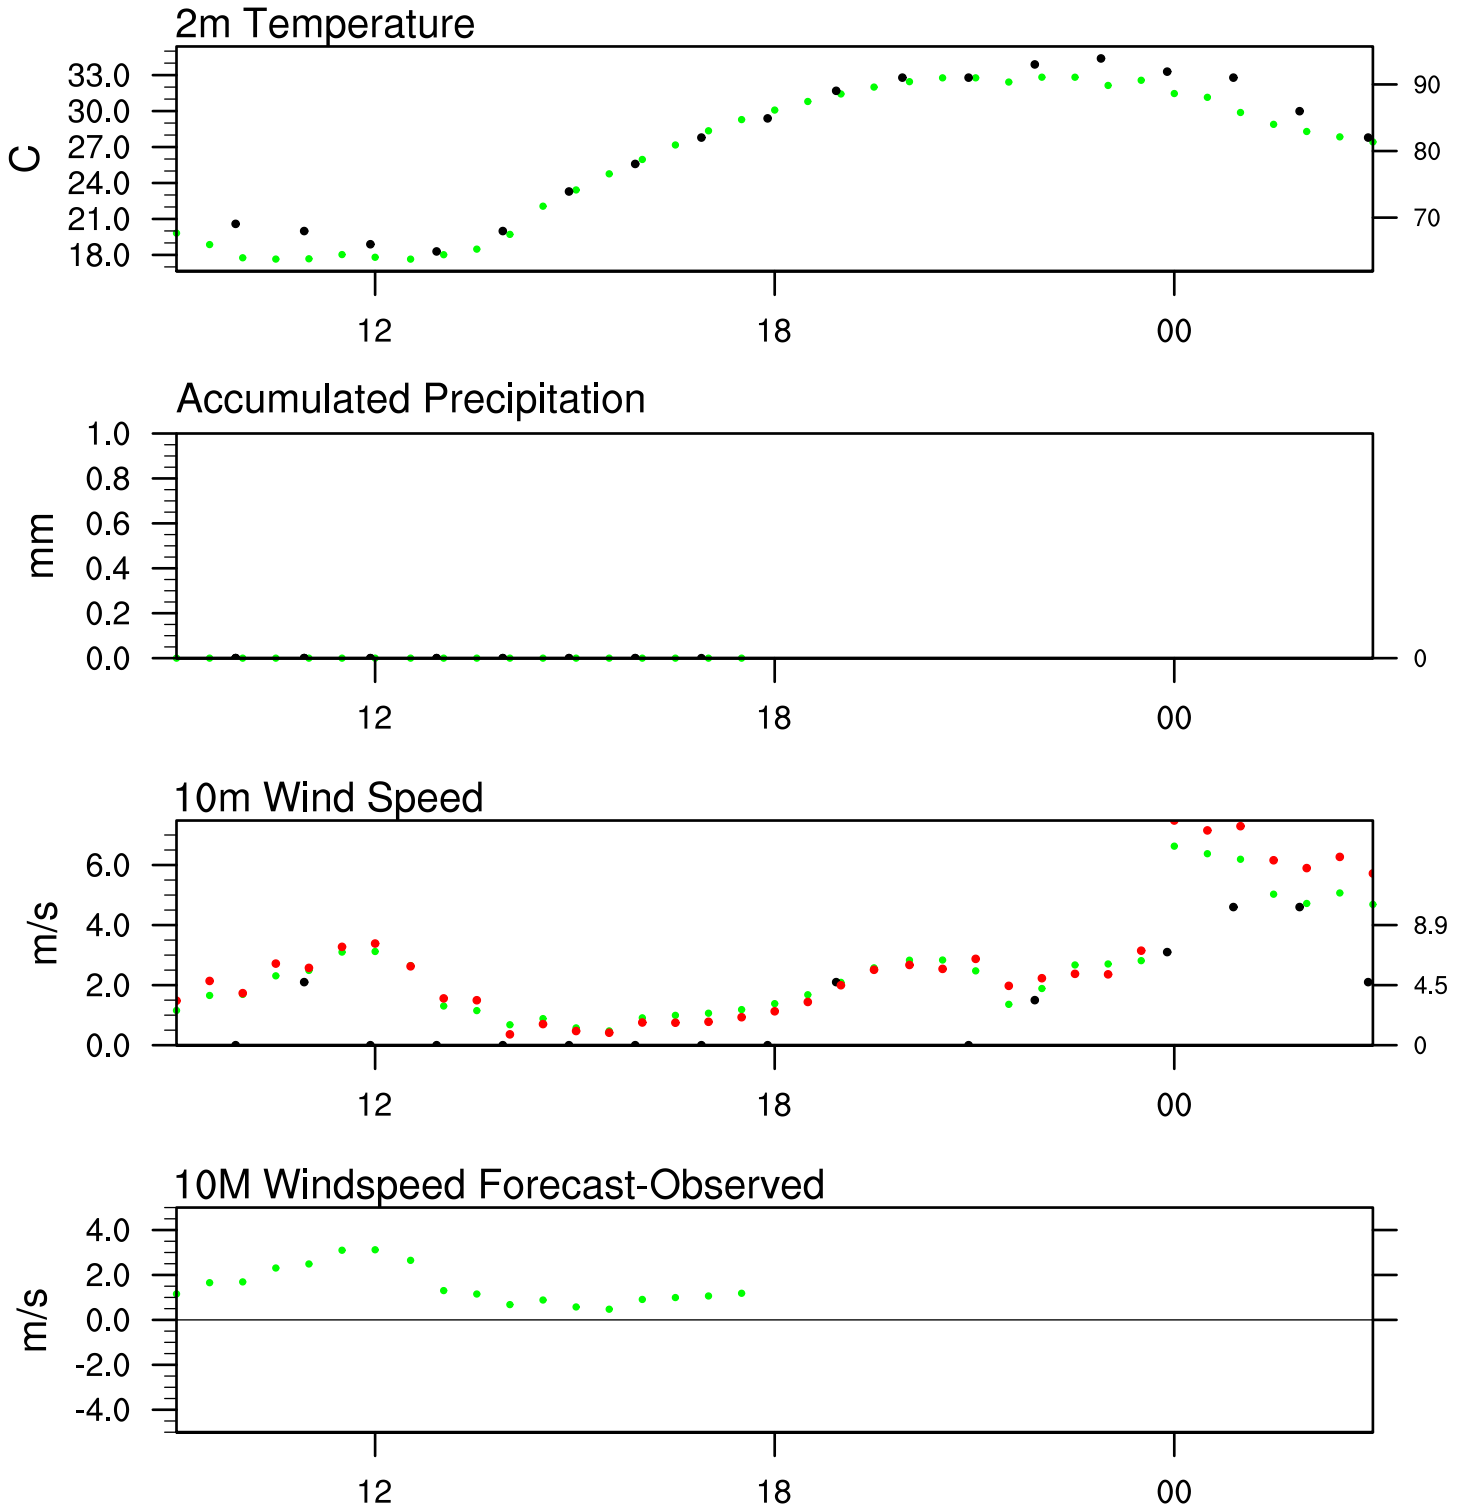 2m Temperature
33.0
30.0
27.0
24.0
21.0
18.0
C
90
80
70
12 18 00
Accumulated Precipitation
1.0
0.8
0.6
0.4
0.2
0.0
mm
0
12 18 00
10m Wind Speed
6.0
4.0
2.0
0.0
m/s
8.9
4.5
0
12 18 00
10M Windspeed Forecast-Observed
4.0
2.0
0.0
-2.0
-4.0
m/s
12 18 00